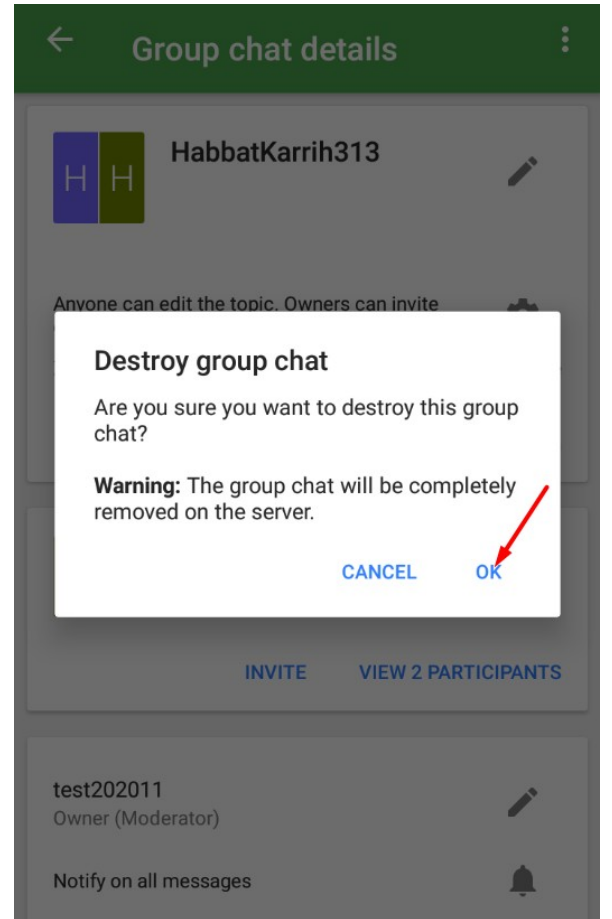 Group chat details
H H
HabbatKarrih313
Anyone can edit the topic. Owners can invite
Destroy group chat
Are you sure you want to destroy this group
chat?
Warning: The group chat will be completely
removed on the server.
CANCEL OK
INVITE VIEW 2 PARTICIPANTS
test202011
Owner (Moderator)
Notify on all messages